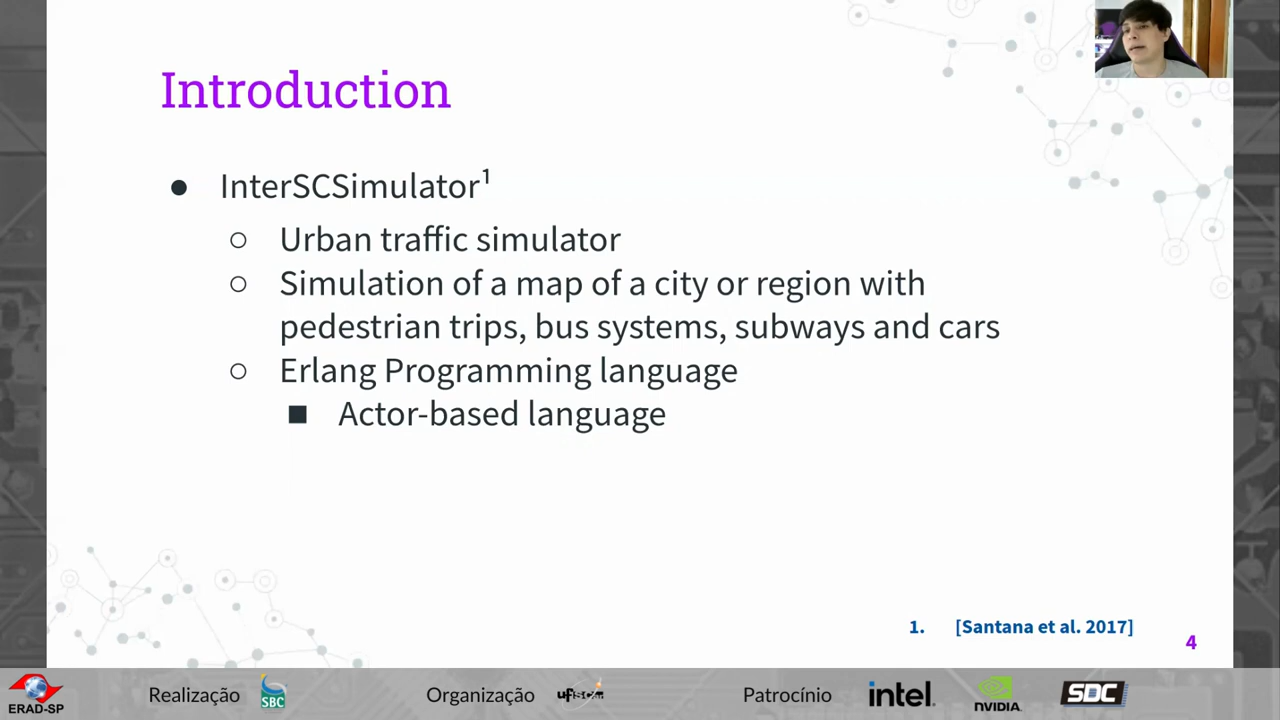 Introduction
● InterSCSimulator¹
○ Urban traffic simulator
○ Simulation of a map of a city or region with
pedestrian trips, bus systems, subways and cars
○ Erlang Programming language
■ Actor-based language
1. [Santana et al. 2017]
4
ERAD-SP
Realização
SBC
Organização
ufscar
Patrocínio
intel.
NVIDIA.
SDC